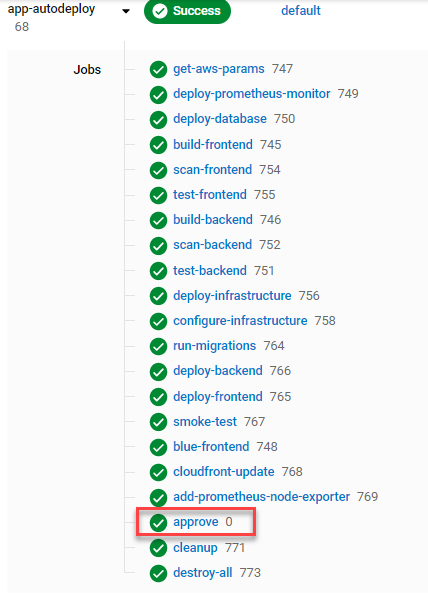 app-autodeploy Success default
68
Jobs
get-aws-params 747
deploy-prometheus-monitor 749
deploy-database 750
build-frontend 745
scan-frontend 754
test-frontend 755
build-backend 746
scan-backend 752
test-backend 751
deploy-infrastructure 756
configure-infrastructure 758
run-migrations 764
deploy-backend 766
deploy-frontend 765
smoke-test 767
blue-frontend 748
cloudfront-update 768
add-prometheus-node-exporter 769
approve 0
cleanup 771
destroy-all 773